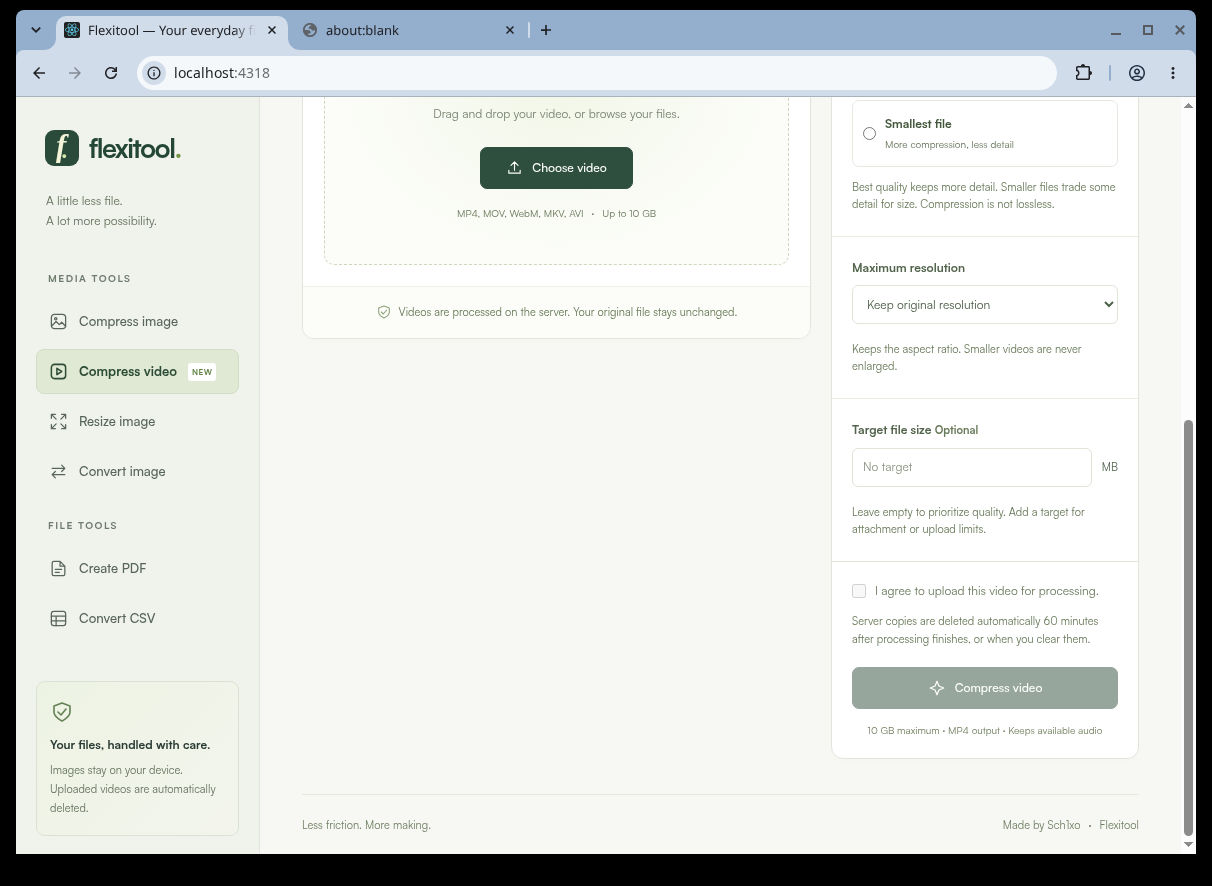 Flexitool — Your everyday fi
about:blank
localhost:4318
f.
flexitool.
A little less file.
A lot more possibility.
MEDIA TOOLS
Compress image
Compress video NEW
Resize image
Convert image
FILE TOOLS
Create PDF
Convert CSV
Your files, handled with care.
Images stay on your device.
Uploaded videos are automatically
deleted.
Drag and drop your video, or browse your files.
Choose video
MP4, MOV, WebM, MKV, AVI · Up to 10 GB
Videos are processed on the server. Your original file stays unchanged.
Smallest file
More compression, less detail
Best quality keeps more detail. Smaller files trade some
detail for size. Compression is not lossless.
Maximum resolution
Keep original resolution
Keeps the aspect ratio. Smaller videos are never
enlarged.
Target file size Optional
No target
MB
Leave empty to prioritize quality. Add a target for
attachment or upload limits.
I agree to upload this video for processing.
Server copies are deleted automatically 60 minutes
after processing finishes, or when you clear them.
Compress video
10 GB maximum · MP4 output · Keeps available audio
Less friction. More making.
Made by Sch1xo · Flexitool